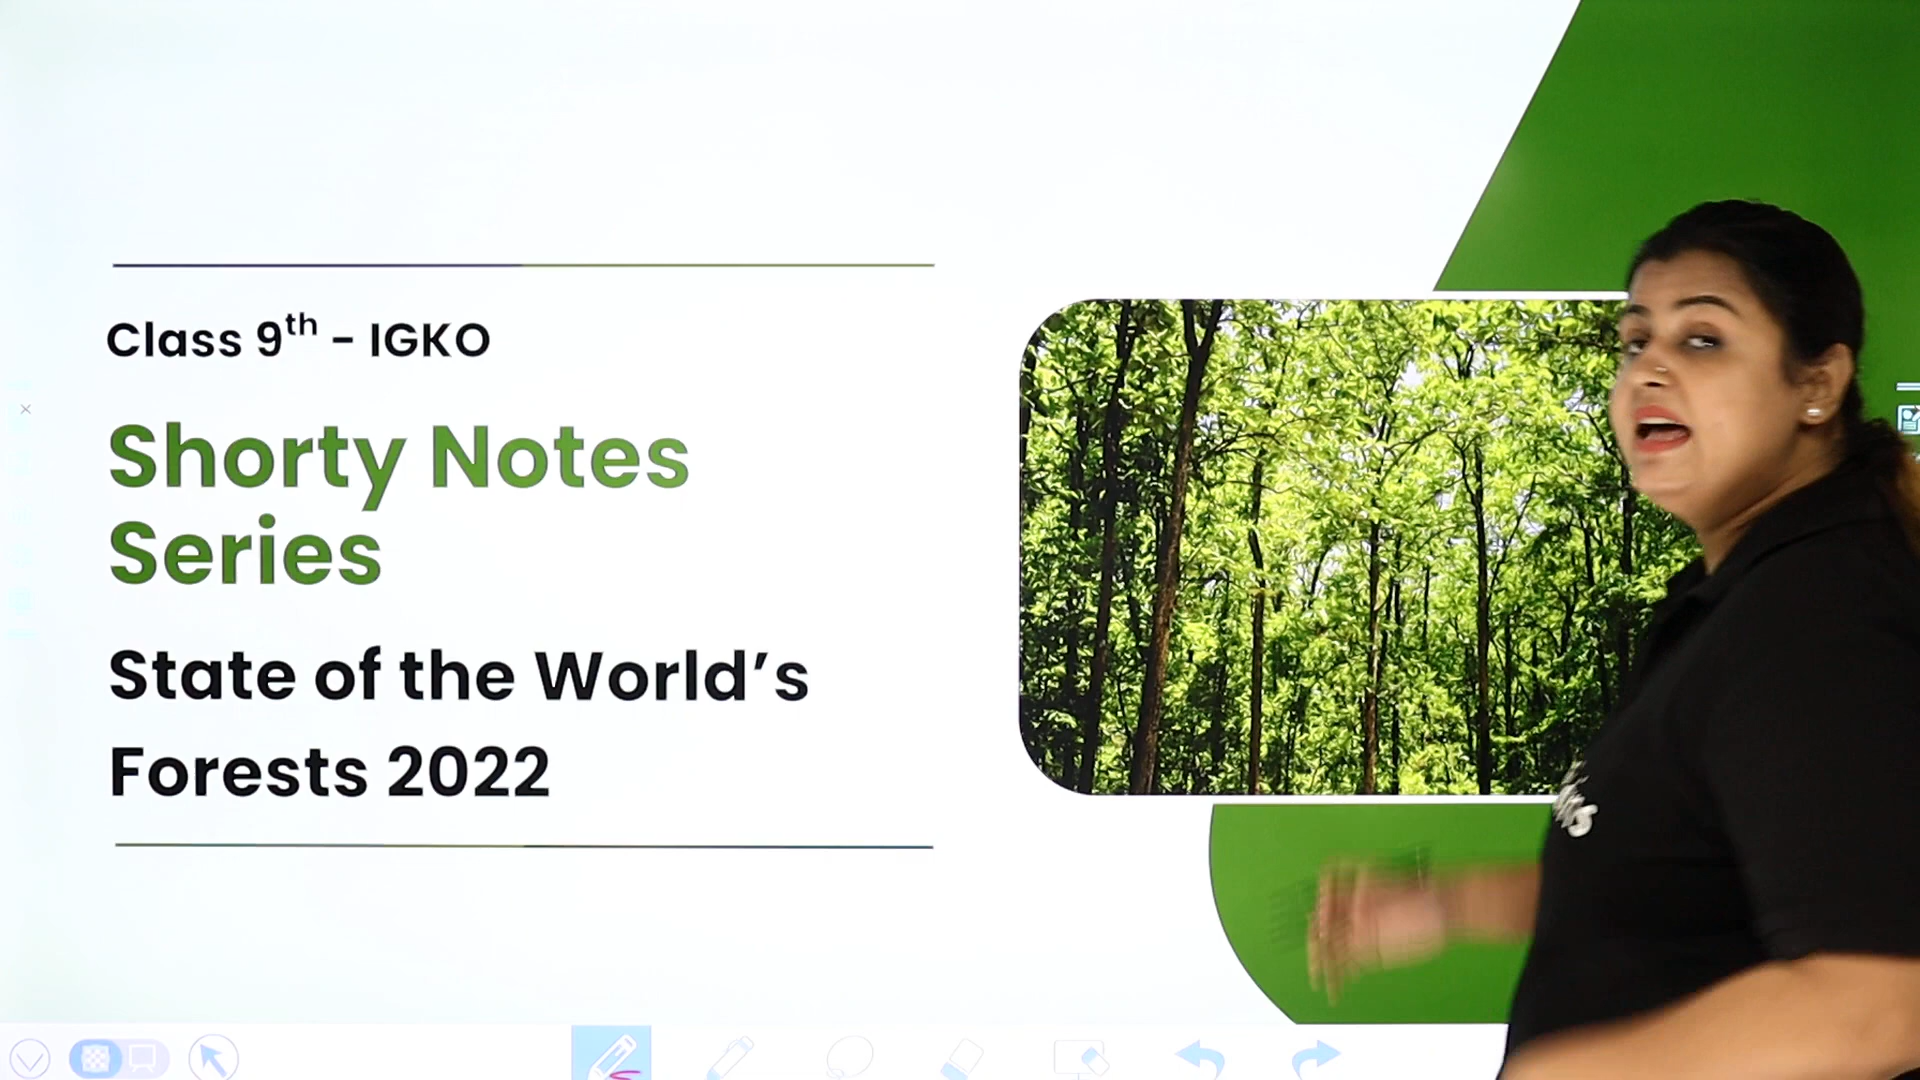 Class 9th - IGKO
Shorty Notes
Series
State of the World's
Forests 2022